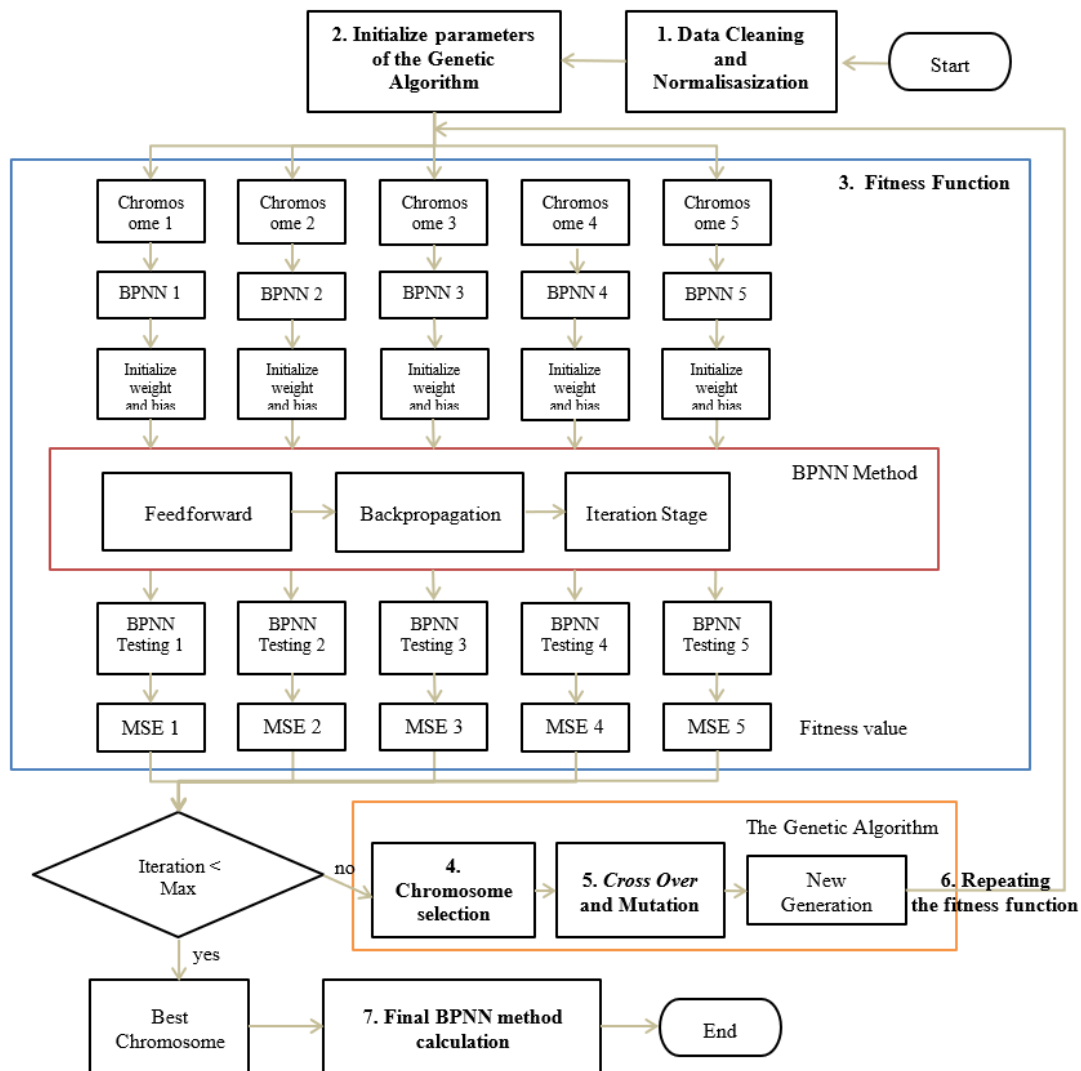 2. Initialize parameters
of the Genetic
Algorithm
1. Data Cleaning
and
Normalisasization
Start
3. Fitness Function
Chromos
ome 1
Chromos
ome 2
Chromos
ome 3
Chromos
ome 4
Chromos
ome 5
BPNN 1
BPNN 2
BPNN 3
BPNN 4
BPNN 5
Initialize
weight
and bias
Initialize
weight
and bias
Initialize
weight
and bias
Initialize
weight
and bias
Initialize
weight
and bias
BPNN Method
Feedforward
Backpropagation
Iteration Stage
BPNN
Testing 1
BPNN
Testing 2
BPNN
Testing 3
BPNN
Testing 4
BPNN
Testing 5
MSE 1
MSE 2
MSE 3
MSE 4
MSE 5
Fitness value
The Genetic Algorithm
Iteration <
Max
no
4.
Chromosome
selection
5. Cross Over
and Mutation
New
Generation
6. Repeating
the fitness function
yes
Best
Chromosome
7. Final BPNN method
calculation
End